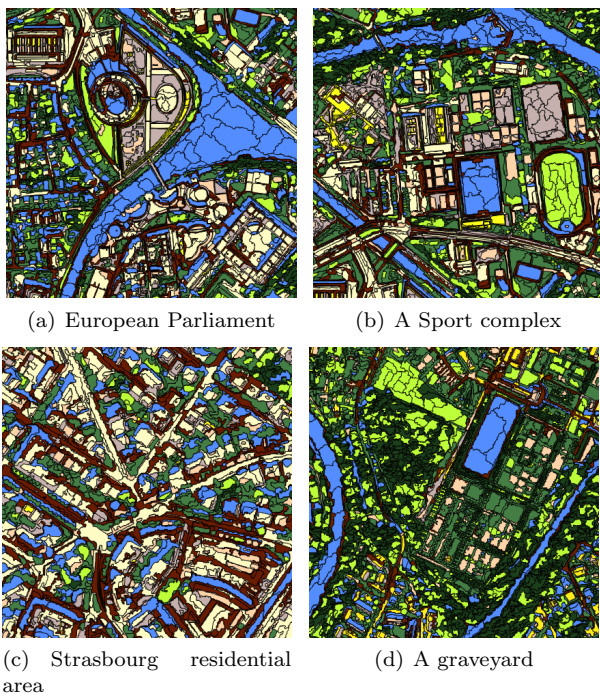 (a) European Parliament
(b) A Sport complex
(c) Strasbourg residential
area
(d) A graveyard